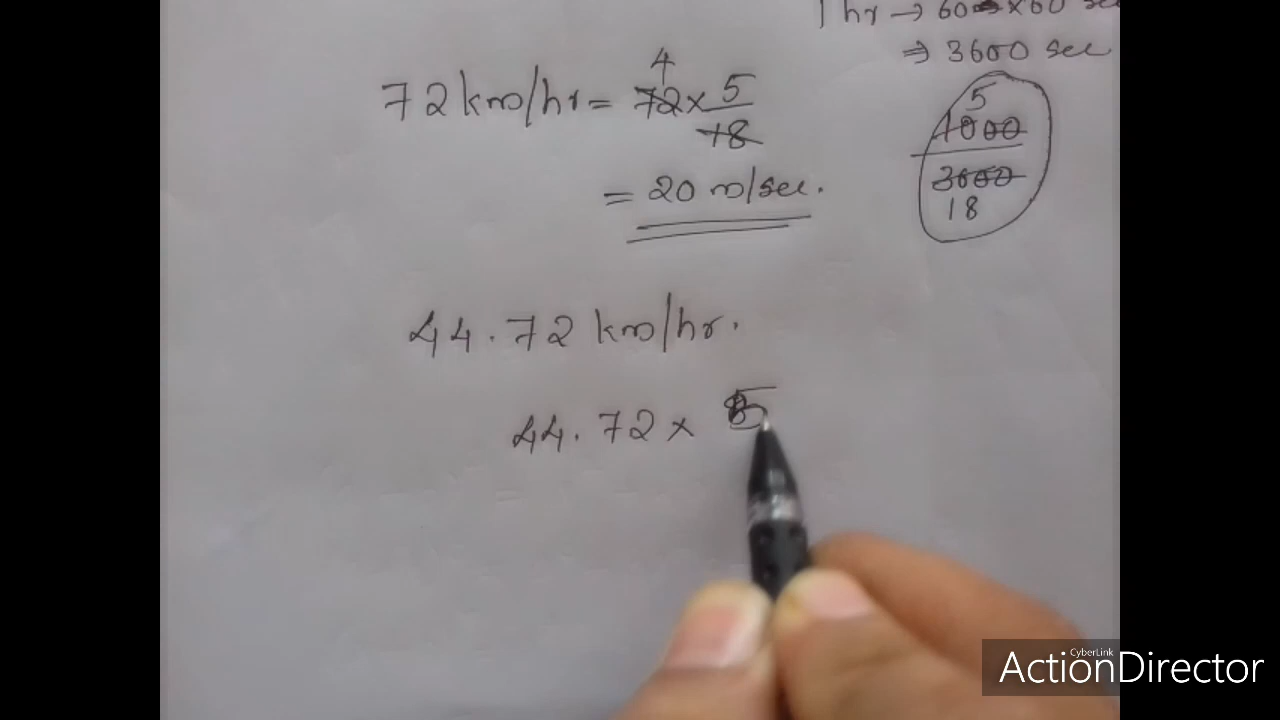 1 hr → 60 × 60 sec
⇒ 3600 sec
4
72 km/hr = 72 × 5
18
= 20 m/sec.
5
1000
3600
18
44.72 km/hr.
44.72 × 5
CyberLink
ActionDirector